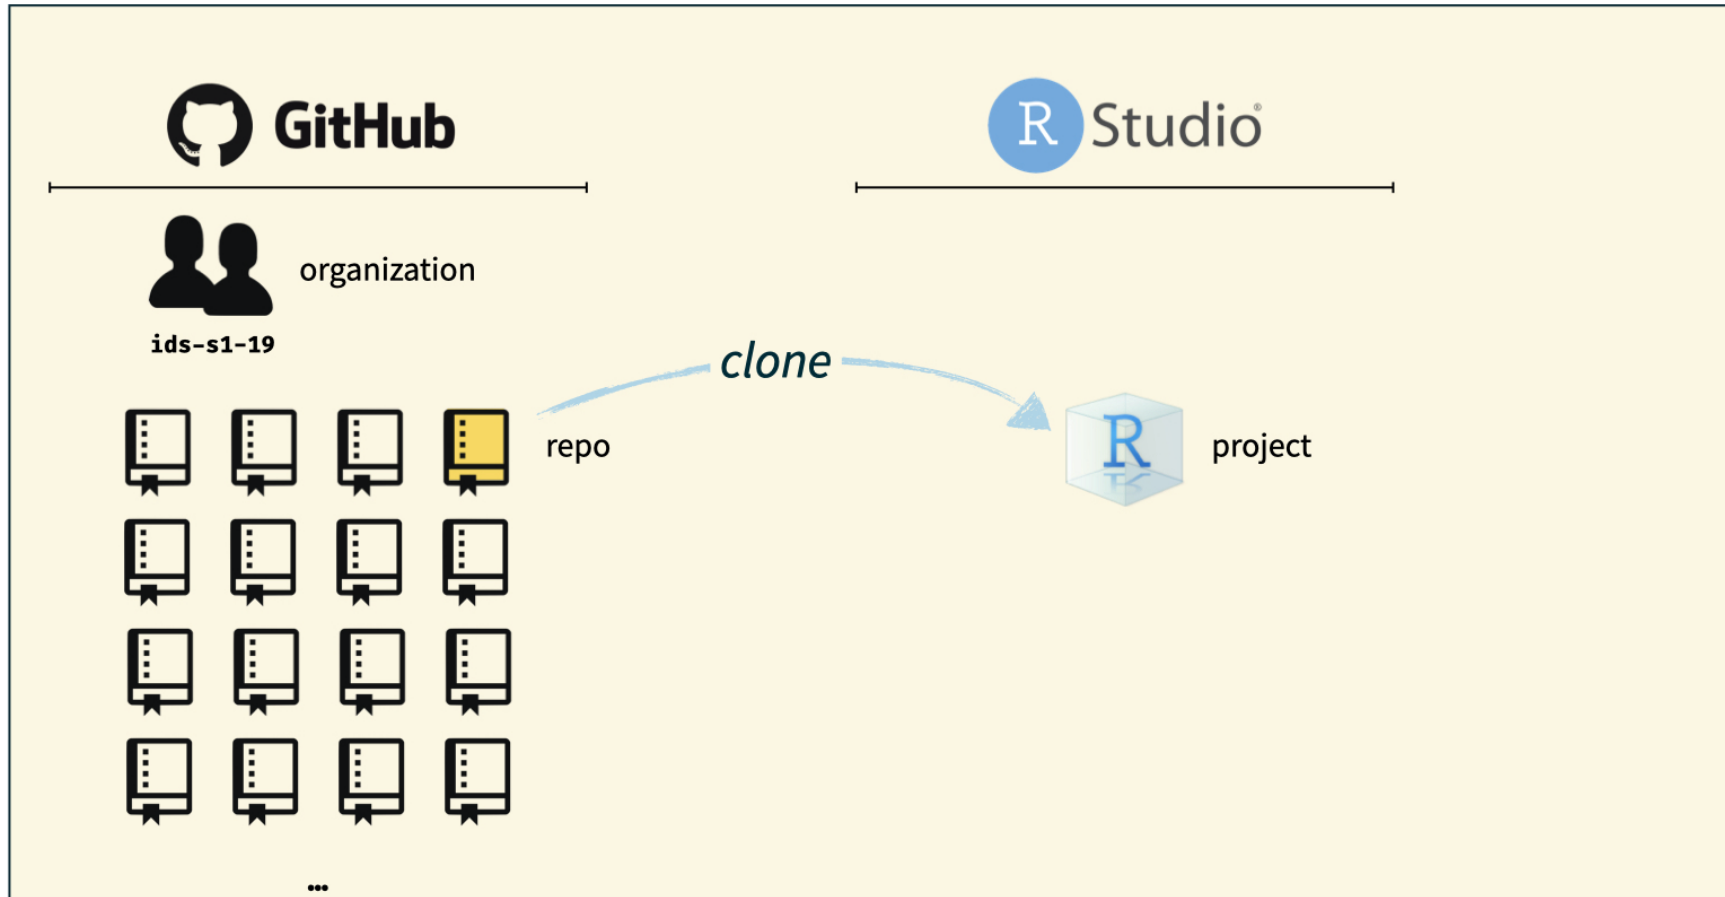 GitHub
R Studio®
organization
ids-s1-19
clone
repo
R
project
...